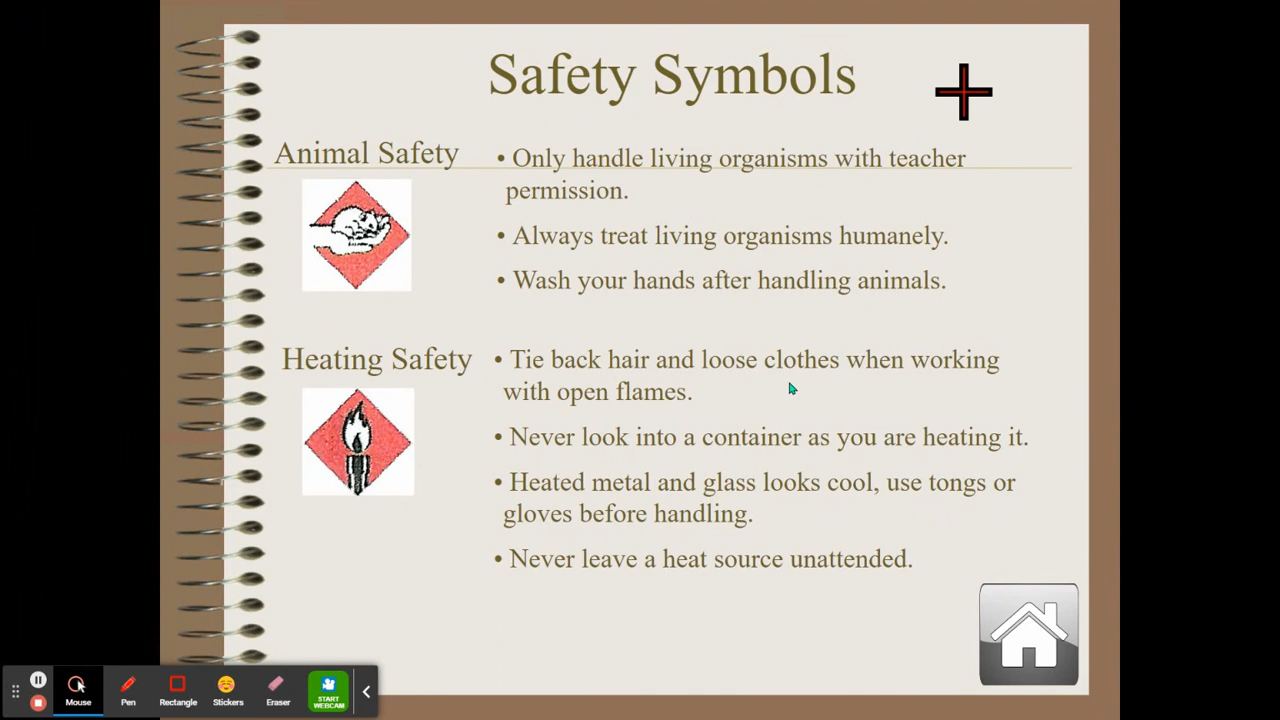 Safety Symbols
Animal Safety
• Only handle living organisms with teacher
permission.
• Always treat living organisms humanely.
• Wash your hands after handling animals.
Heating Safety
• Tie back hair and loose clothes when working
with open flames.
• Never look into a container as you are heating it.
• Heated metal and glass looks cool, use tongs or
gloves before handling.
• Never leave a heat source unattended.
Mouse
Pen
Rectangle
Stickers
Eraser
START
WEBCAM